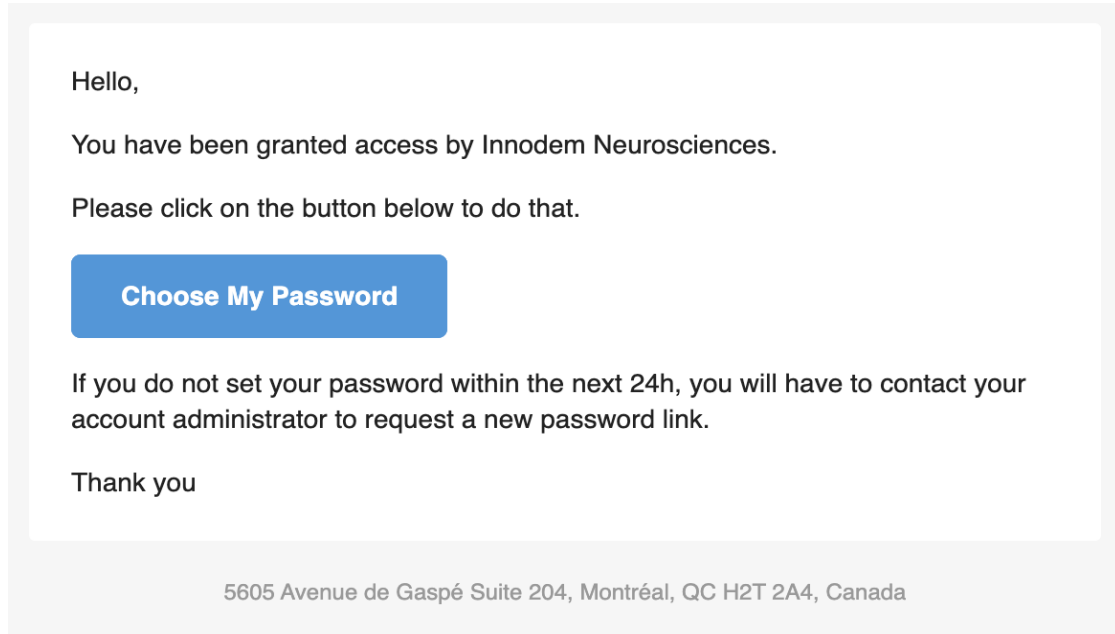 Hello,
You have been granted access by Innodem Neurosciences.
Please click on the button below to do that.
Choose My Password
If you do not set your password within the next 24h, you will have to contact your
account administrator to request a new password link.
Thank you
5605 Avenue de Gaspé Suite 204, Montréal, QC H2T 2A4, Canada